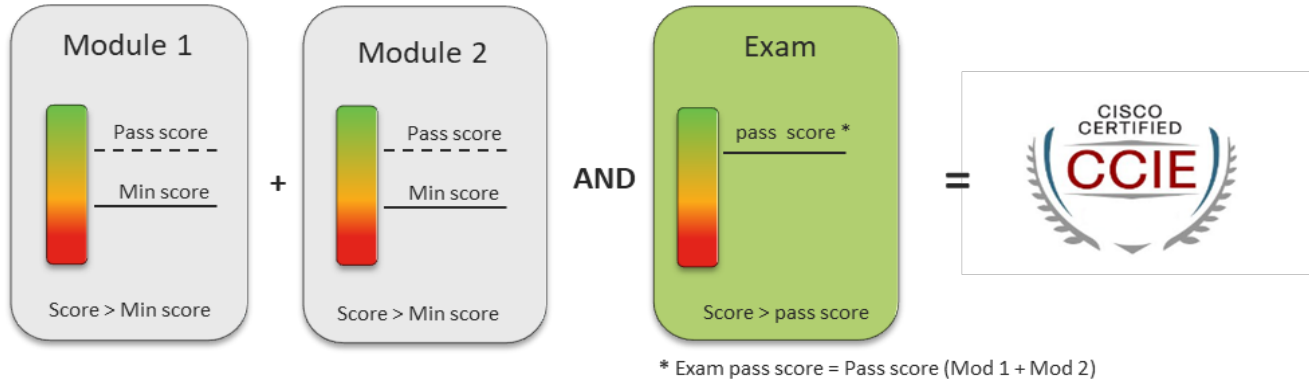 Module 1
Pass score
Min score
Score > Min score
+
Module 2
Pass score
Min score
Score > Min score
AND
Exam
pass score *
Score > pass score
=
CISCO
CERTIFIED
CCIE
* Exam pass score = Pass score (Mod 1 + Mod 2)